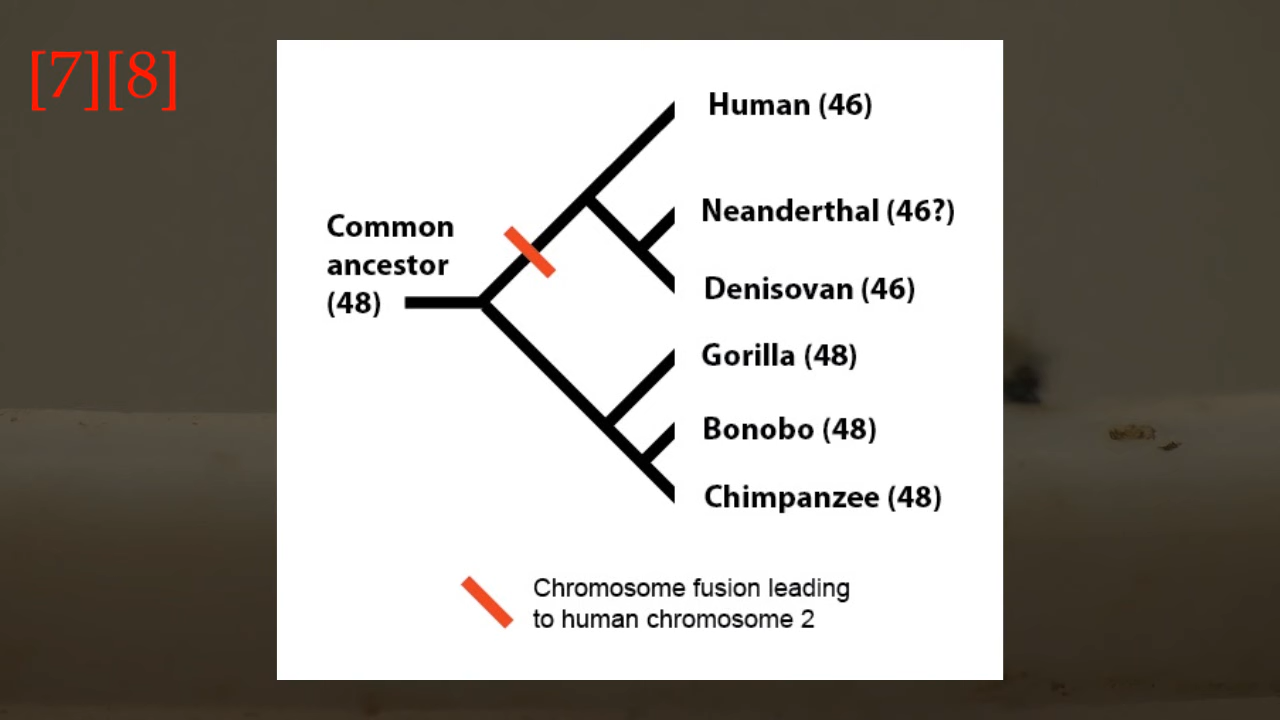 [7][8]
Human (46)
Common
ancestor
(48)
Neanderthal (46?)
Denisovan (46)
Gorilla (48)
Bonobo (48)
Chimpanzee (48)
Chromosome fusion leading
to human chromosome 2